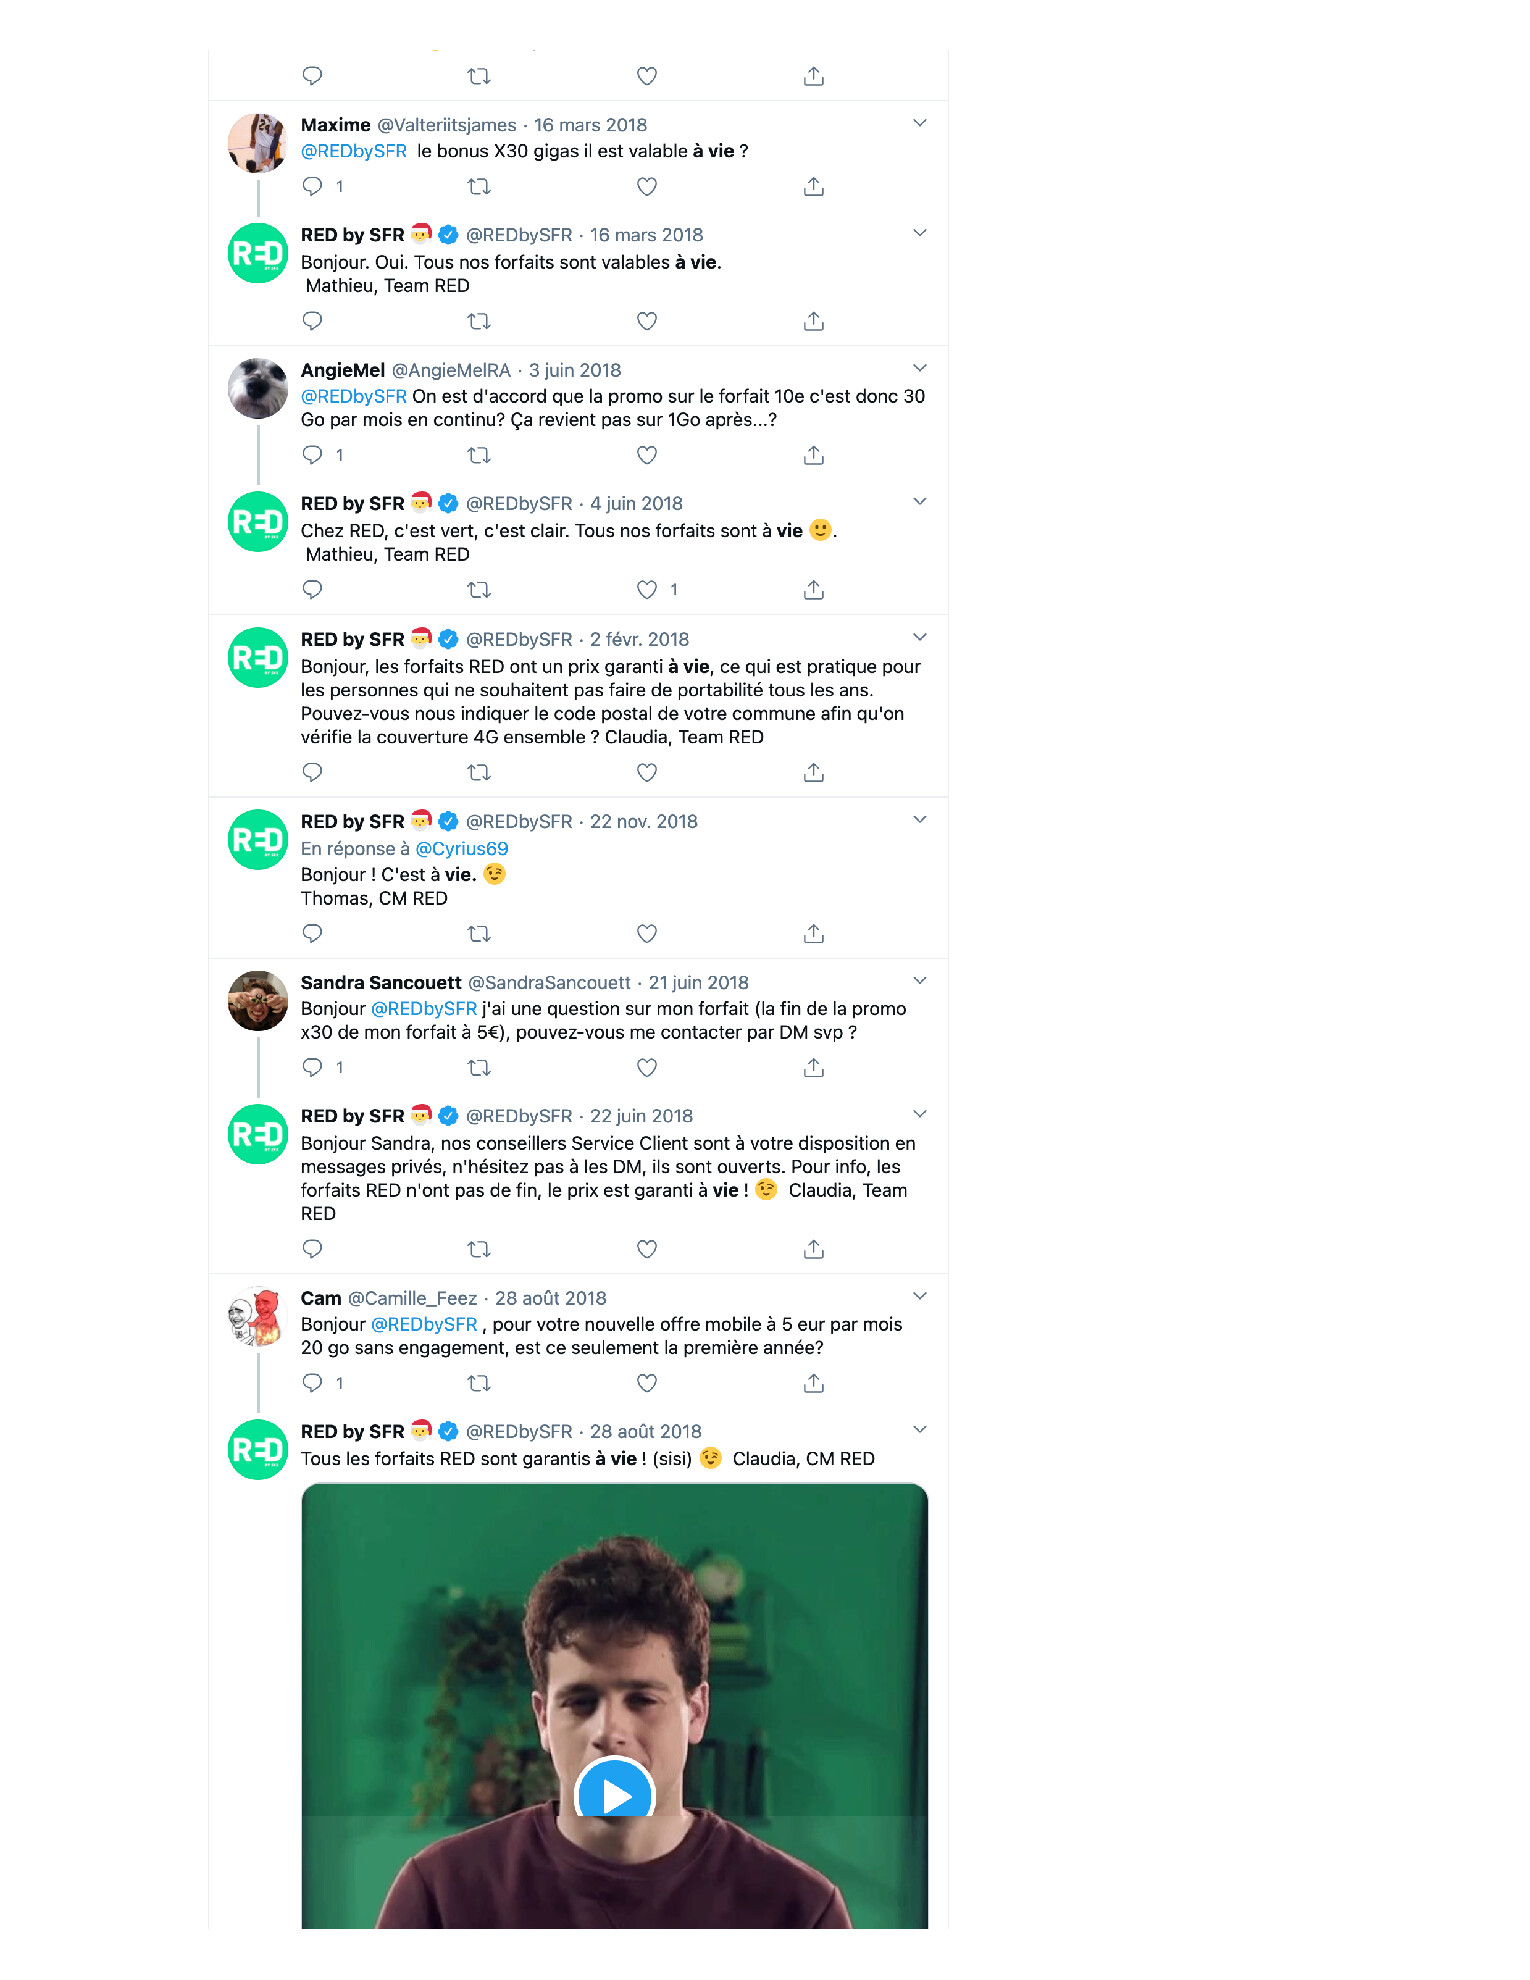 Maxime @Valteriitsjames · 16 mars 2018
@REDbySFR le bonus X30 gigas il est valable à vie ?
1
RED by SFR 🎅 @REDbySFR · 16 mars 2018
RED
Bonjour. Oui. Tous nos forfaits sont valables à vie.
Mathieu, Team RED
AngieMel @AngieMelRA · 3 juin 2018
@REDbySFR On est d'accord que la promo sur le forfait 10e c'est donc 30
Go par mois en continu? Ça revient pas sur 1Go après...?
1
RED by SFR 🎅 @REDbySFR · 4 juin 2018
RED
Chez RED, c'est vert, c'est clair. Tous nos forfaits sont à vie 🙂.
Mathieu, Team RED
1
RED by SFR 🎅 @REDbySFR · 2 févr. 2018
RED
Bonjour, les forfaits RED ont un prix garanti à vie, ce qui est pratique pour
les personnes qui ne souhaitent pas faire de portabilité tous les ans.
Pouvez-vous nous indiquer le code postal de votre commune afin qu'on
vérifie la couverture 4G ensemble ? Claudia, Team RED
RED by SFR 🎅 @REDbySFR · 22 nov. 2018
RED
En réponse à @Cyrius69
Bonjour ! C'est à vie. 😉
Thomas, CM RED
Sandra Sancouett @SandraSancouett · 21 juin 2018
Bonjour @REDbySFR j'ai une question sur mon forfait (la fin de la promo
x30 de mon forfait à 5€), pouvez-vous me contacter par DM svp ?
1
RED by SFR 🎅 @REDbySFR · 22 juin 2018
RED
Bonjour Sandra, nos conseillers Service Client sont à votre disposition en
messages privés, n'hésitez pas à les DM, ils sont ouverts. Pour info, les
forfaits RED n'ont pas de fin, le prix est garanti à vie ! 😉 Claudia, Team
RED
Cam @Camille_Feez · 28 août 2018
Bonjour @REDbySFR , pour votre nouvelle offre mobile à 5 eur par mois
20 go sans engagement, est ce seulement la première année?
1
RED by SFR 🎅 @REDbySFR · 28 août 2018
RED
Tous les forfaits RED sont garantis à vie ! (sisi) 😉 Claudia, CM RED